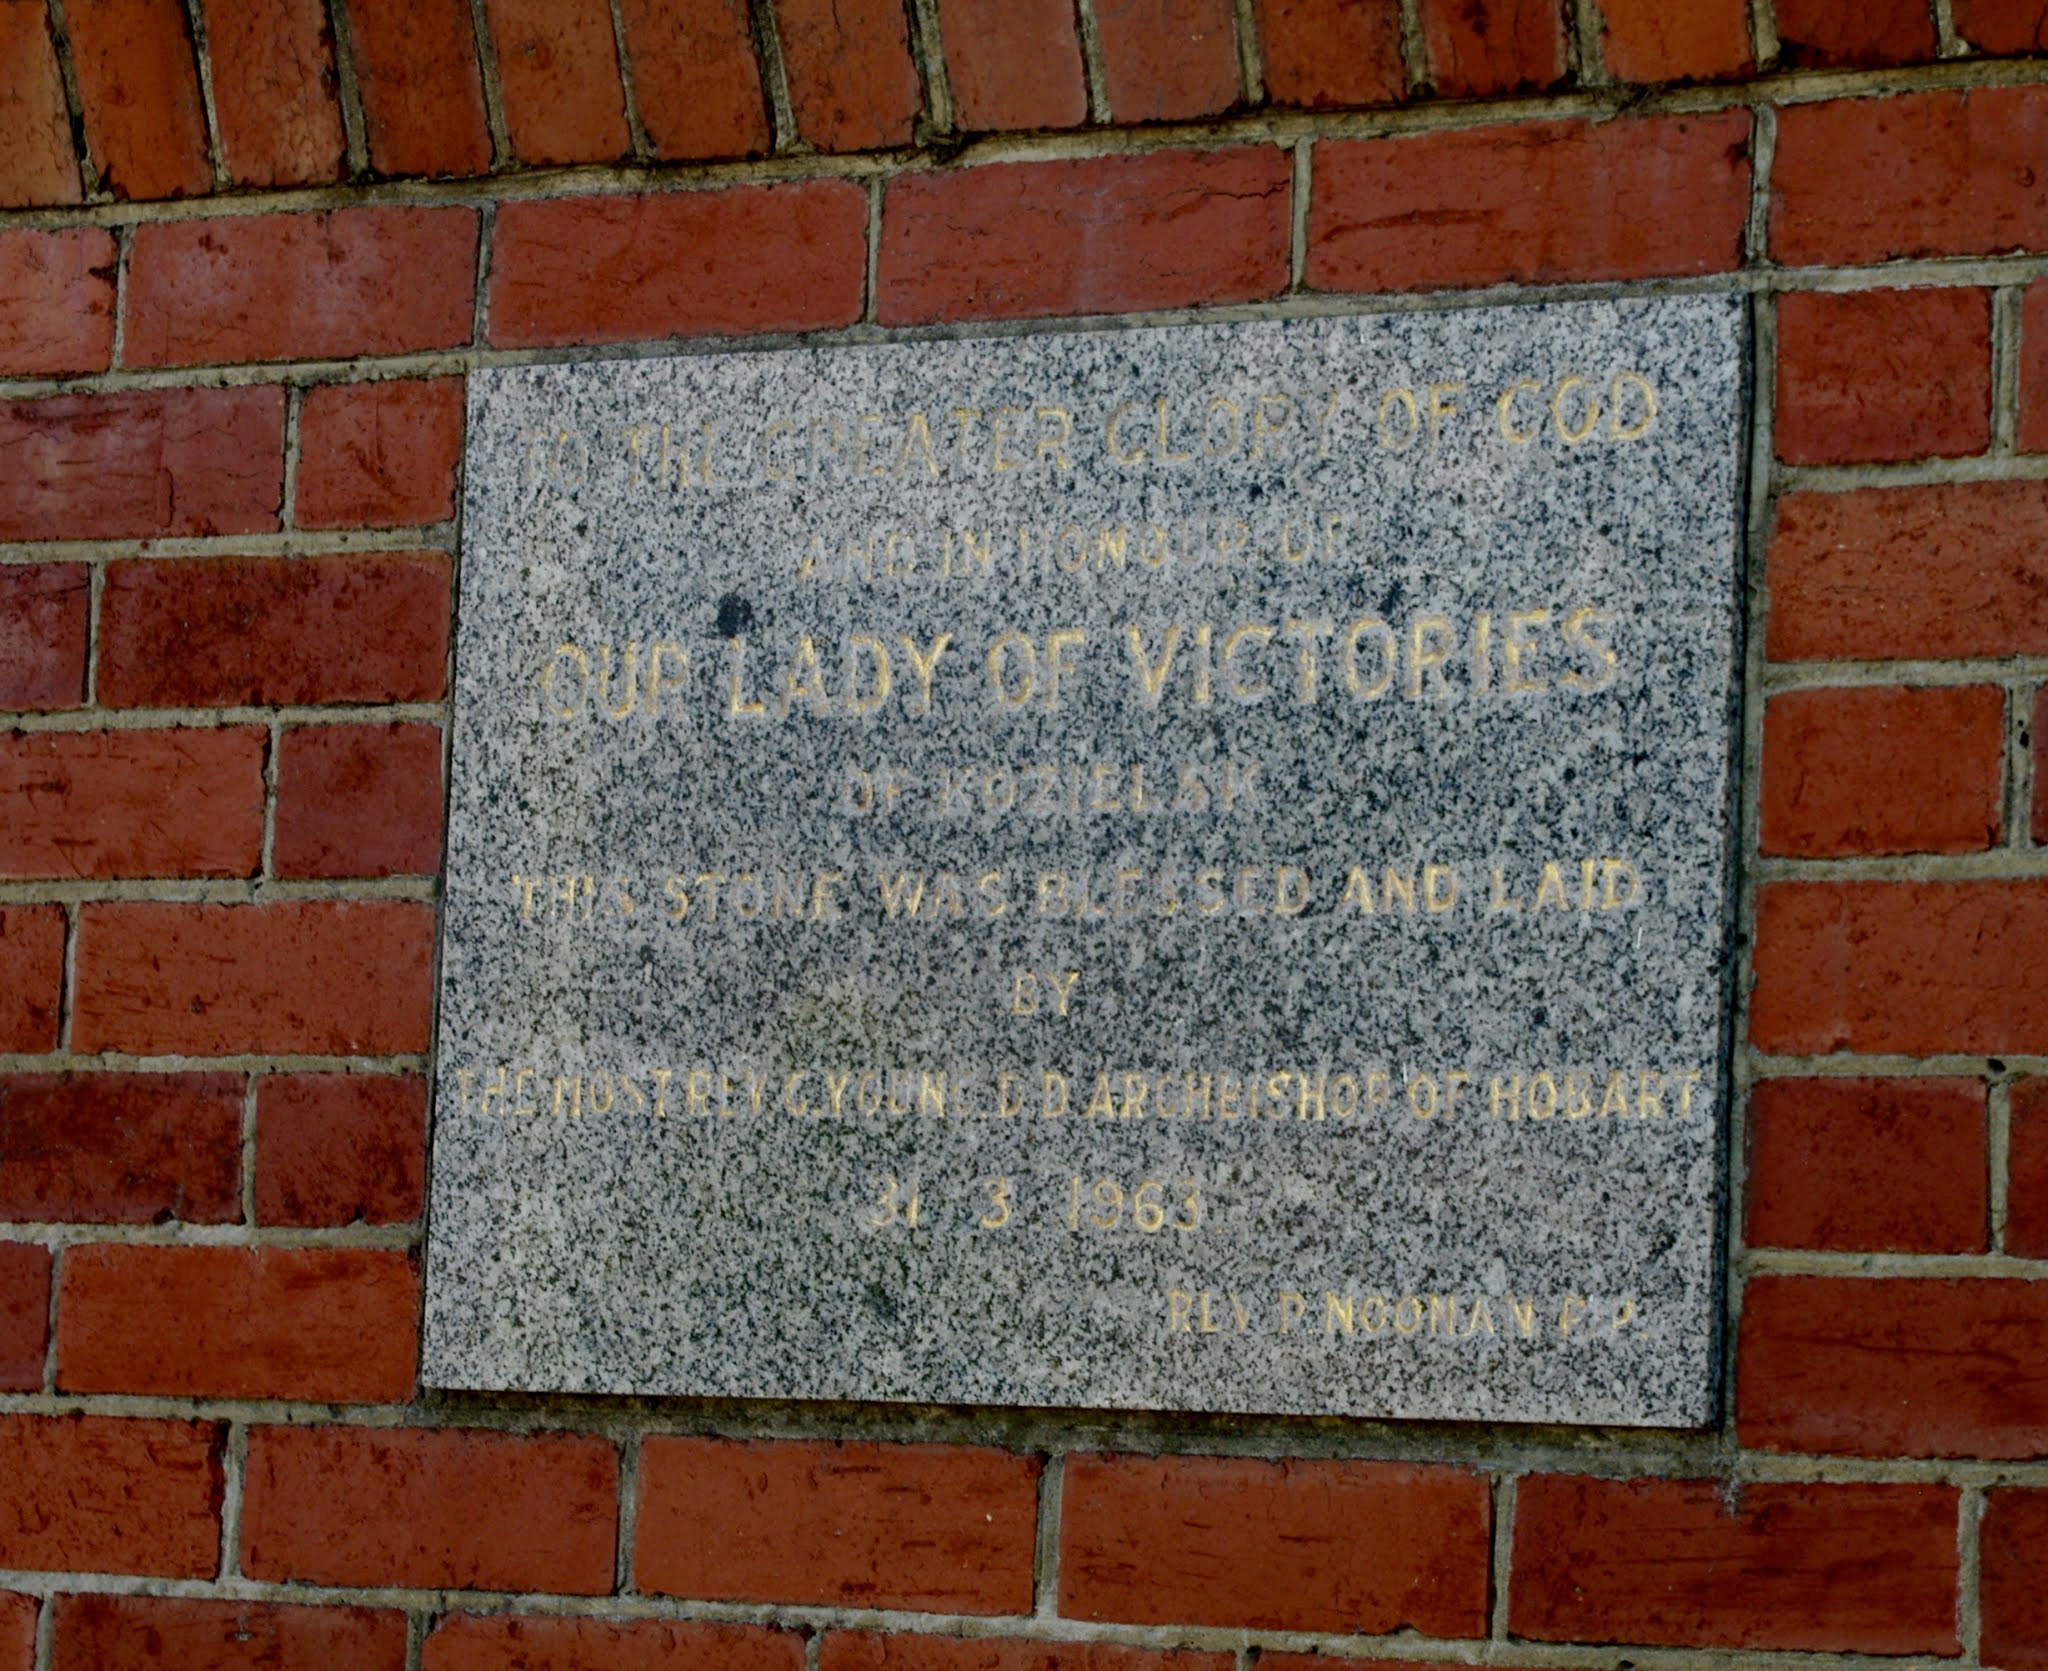 TO THE GREATER GLORY OF GOD
AND IN HONOUR OF
OUR LADY OF VICTORIES
OF KOZIELSK
THIS STONE WAS BLESSED AND LAID
BY
THE MOST REV G. YOUNG. D.D. ARCHBISHOP OF HOBART
31 . 3 . 1963.
REV P. NOONAN P.P.